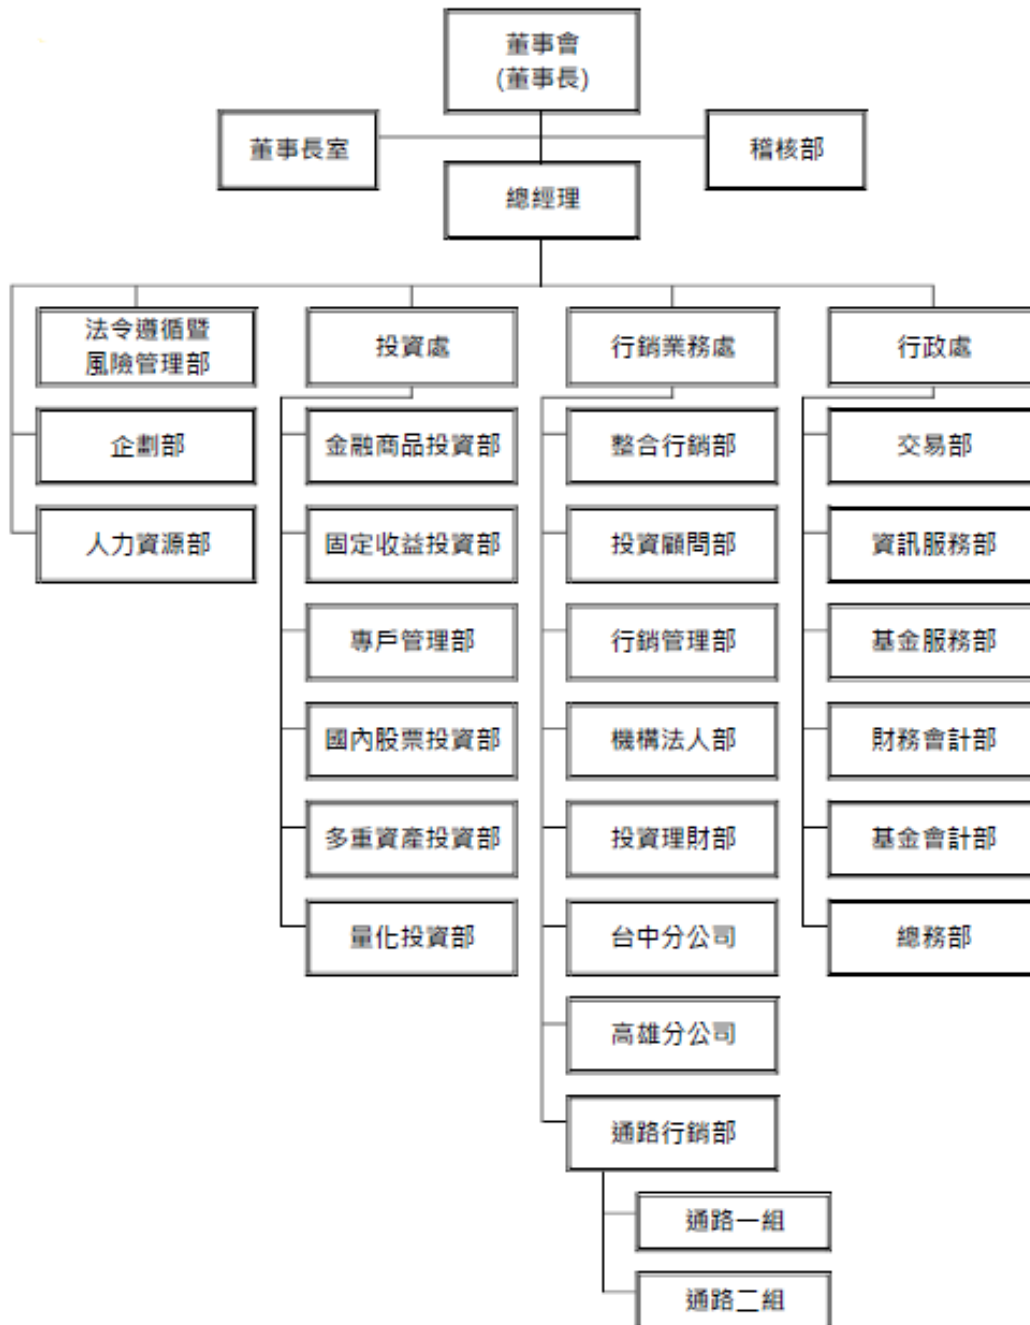 董事會
(董事長)
董事長室
稽核部
總經理
法令遵循暨
風險管理部
投資處
行銷業務處
行政處
企劃部
金融商品投資部
整合行銷部
交易部
人力資源部
固定收益投資部
投資顧問部
資訊服務部
專戶管理部
行銷管理部
基金服務部
國內股票投資部
機構法人部
財務會計部
多重資產投資部
投資理財部
基金會計部
量化投資部
台中分公司
總務部
高雄分公司
通路行銷部
通路一組
通路二組